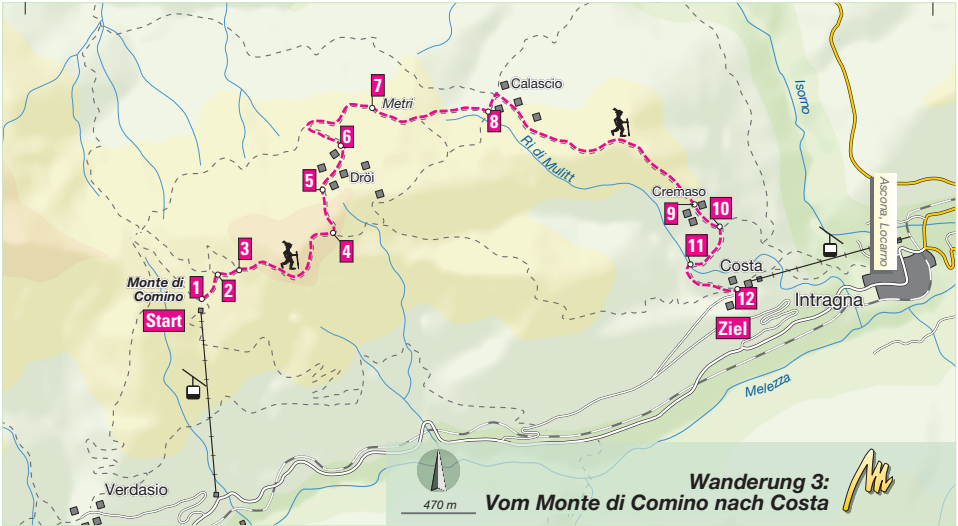 7
Metri
Calascio
8
Isorno
6
Ri di Mulitt
5
Dröi
Cremaso
9
10
Ascona, Locarno
3
4
11
Monte di
Comino
1
2
Costa
12
Intragna
Start
Ziel
Melezza
Verdasio
470 m
Wanderung 3:
Vom Monte di Comino nach Costa